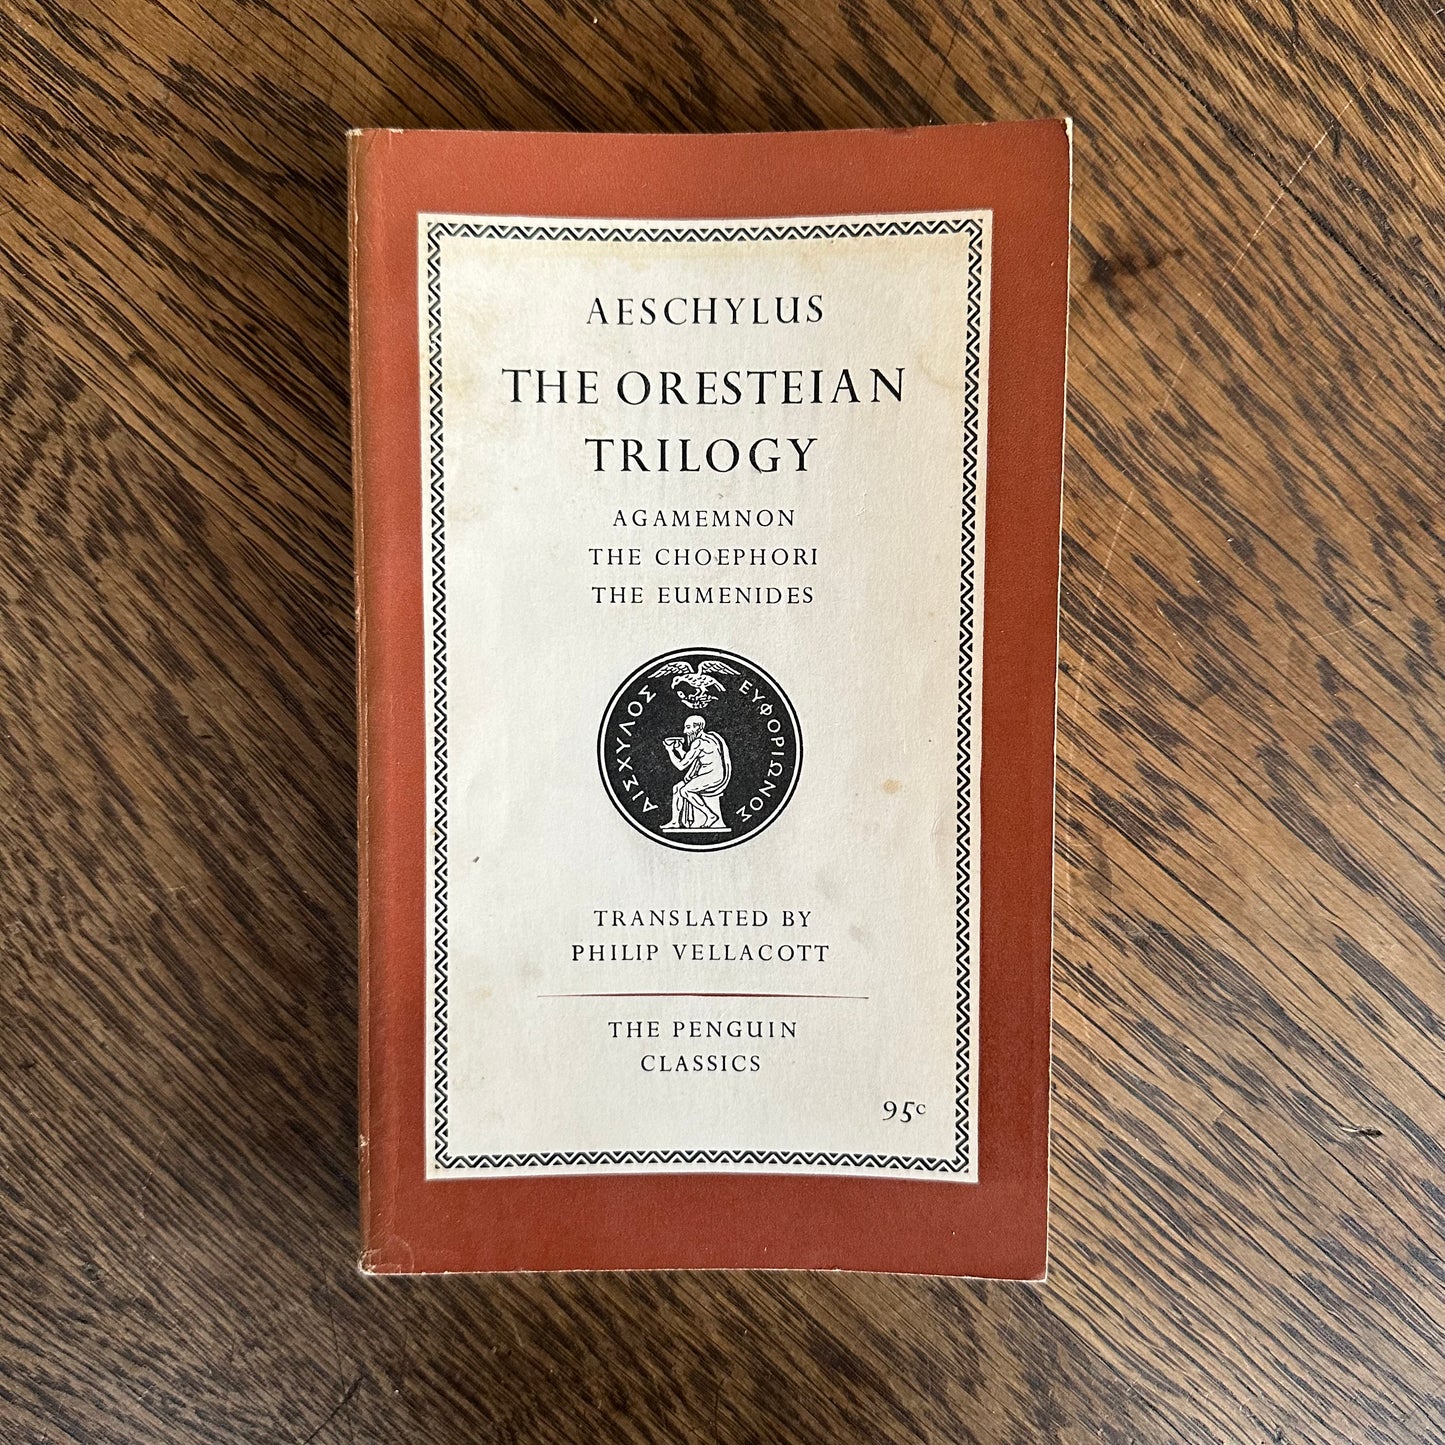 AESCHYLUS
THE ORESTEIAN
TRILOGY
AGAMEMNON
THE CHOEPHORI
THE EUMENIDES
ΑΙΣΧΥΛΟΣ
ΕΥΦΟΡΙΩΝΟΣ
TRANSLATED BY
PHILIP VELLACOTT
THE PENGUIN
CLASSICS
95c